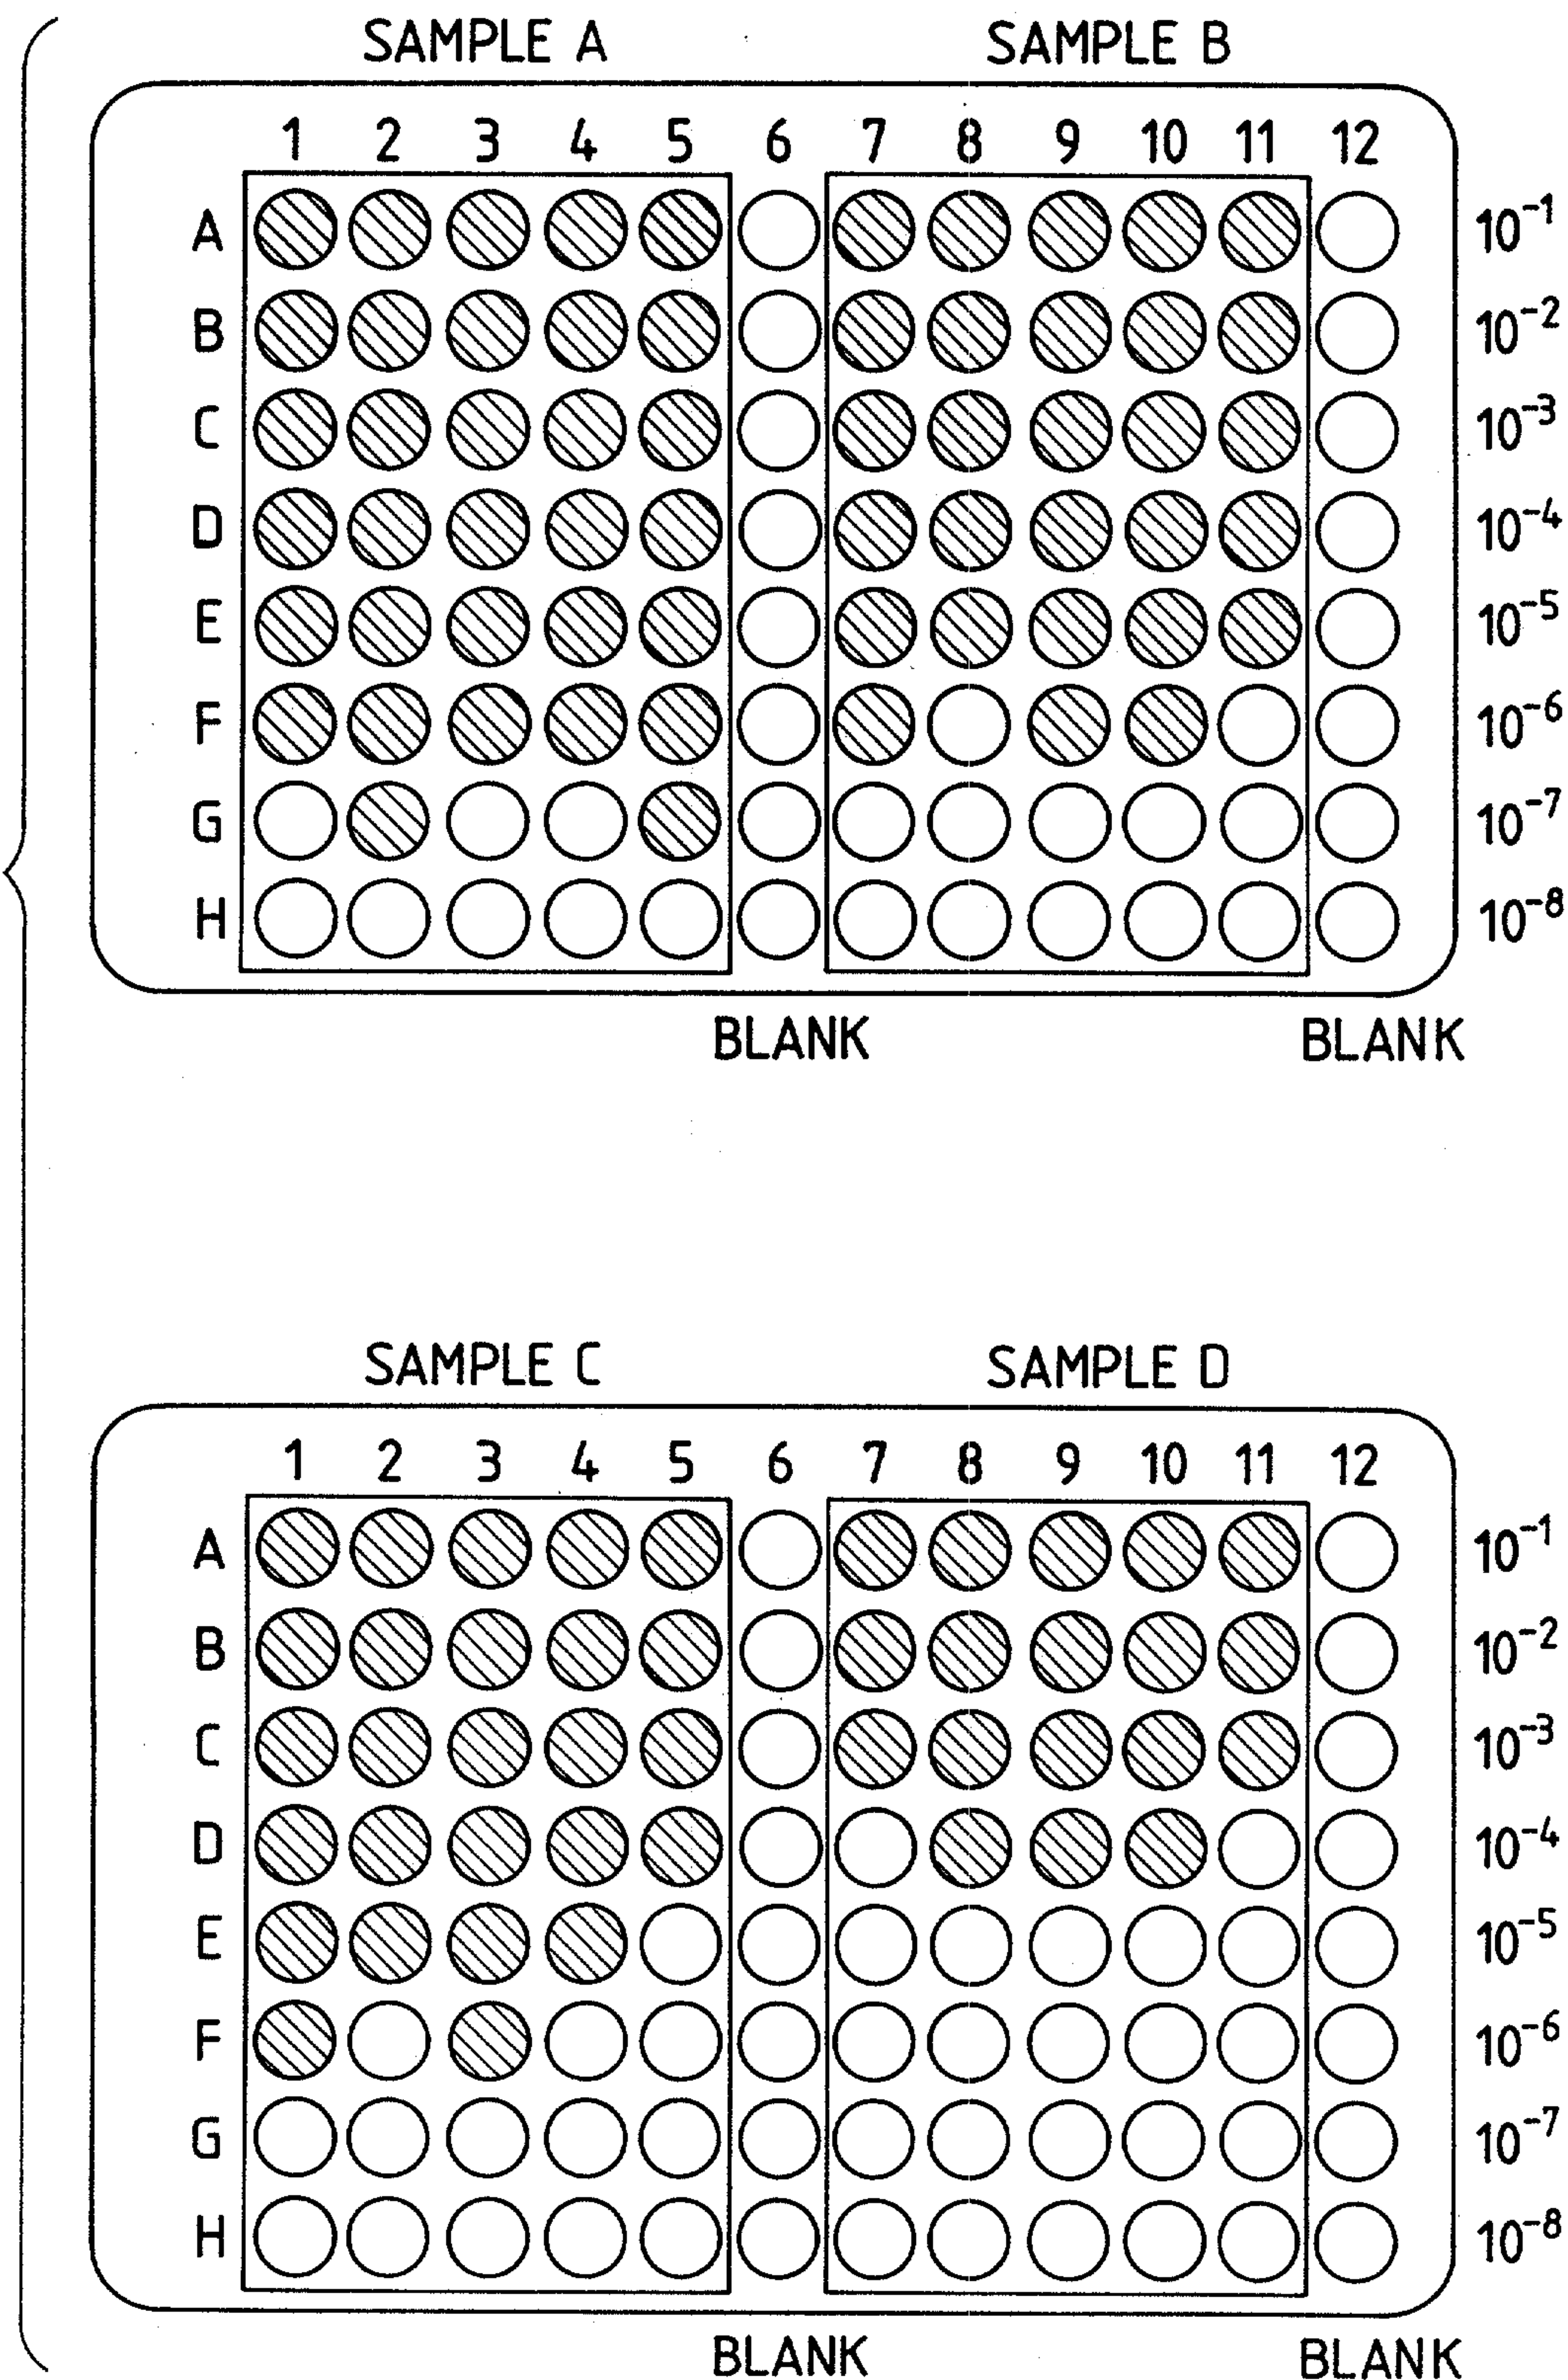 SAMPLE A SAMPLE B
1 2 3 4 5 6 7 8 9 10 11 12
A 10⁻¹
B 10⁻²
C 10⁻³
D 10⁻⁴
E 10⁻⁵
F 10⁻⁶
G 10⁻⁷
H 10⁻⁸
BLANK BLANK
SAMPLE C SAMPLE D
1 2 3 4 5 6 7 8 9 10 11 12
A 10⁻¹
B 10⁻²
C 10⁻³
D 10⁻⁴
E 10⁻⁵
F 10⁻⁶
G 10⁻⁷
H 10⁻⁸
BLANK BLANK